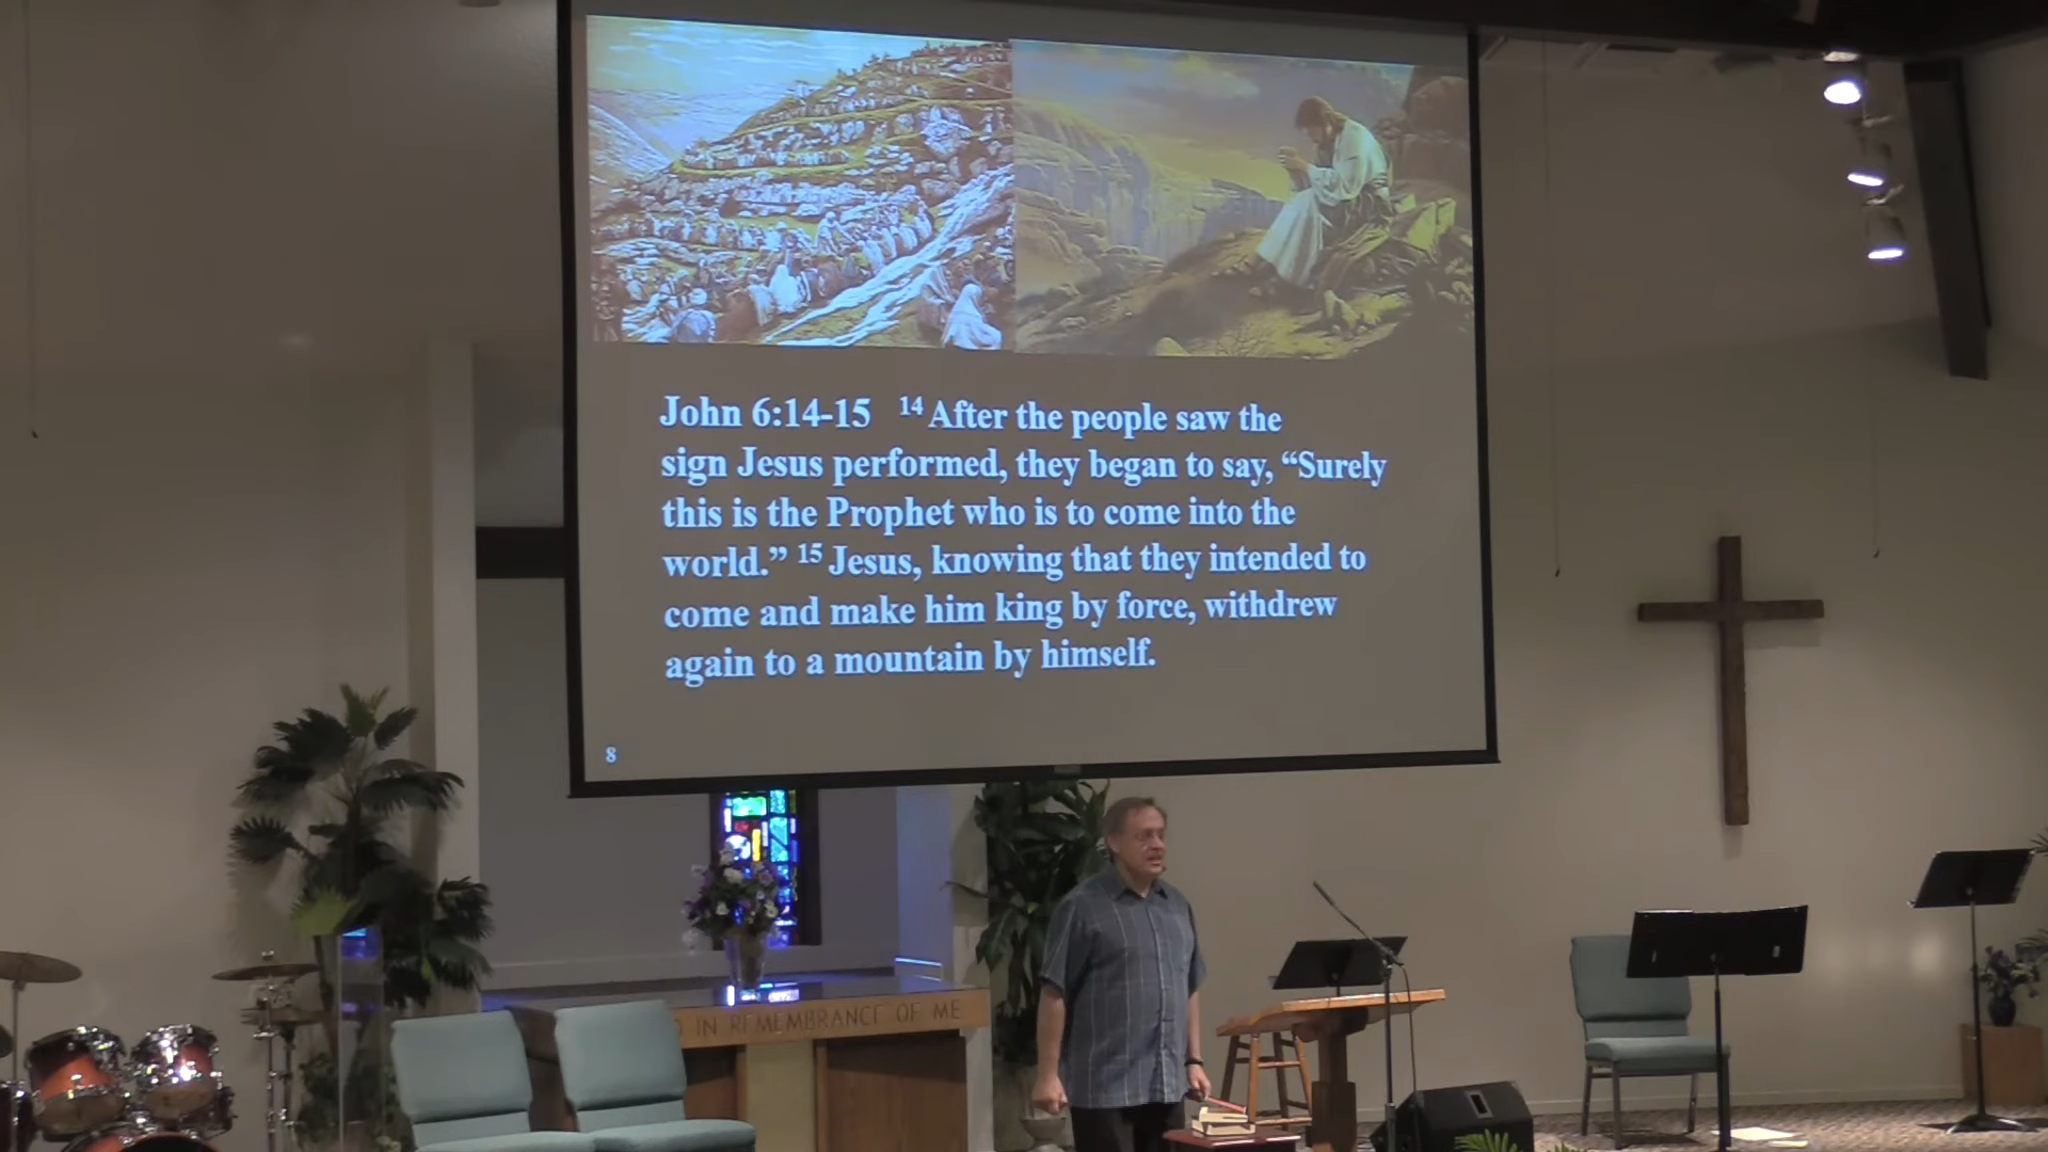 John 6:14-15 14 After the people saw the
sign Jesus performed, they began to say, “Surely
this is the Prophet who is to come into the
world.” 15 Jesus, knowing that they intended to
come and make him king by force, withdrew
again to a mountain by himself.
8
IN REMEMBRANCE OF ME